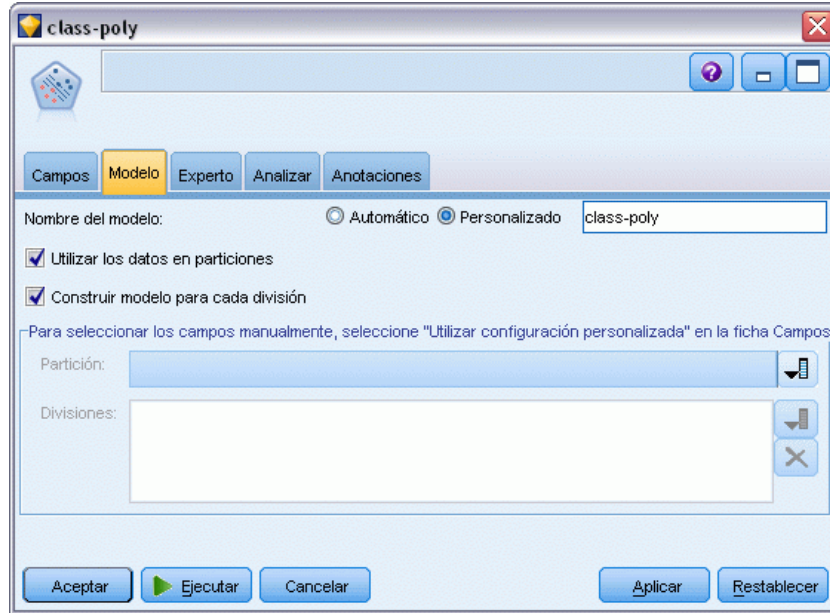 class-poly
Campos Modelo Experto Analizar Anotaciones
Nombre del modelo: Automático Personalizado class-poly
Utilizar los datos en particiones
Construir modelo para cada división
Para seleccionar los campos manualmente, seleccione "Utilizar configuración personalizada" en la ficha Campos
Partición:
Divisiones:
Aceptar Ejecutar Cancelar Aplicar Restablecer